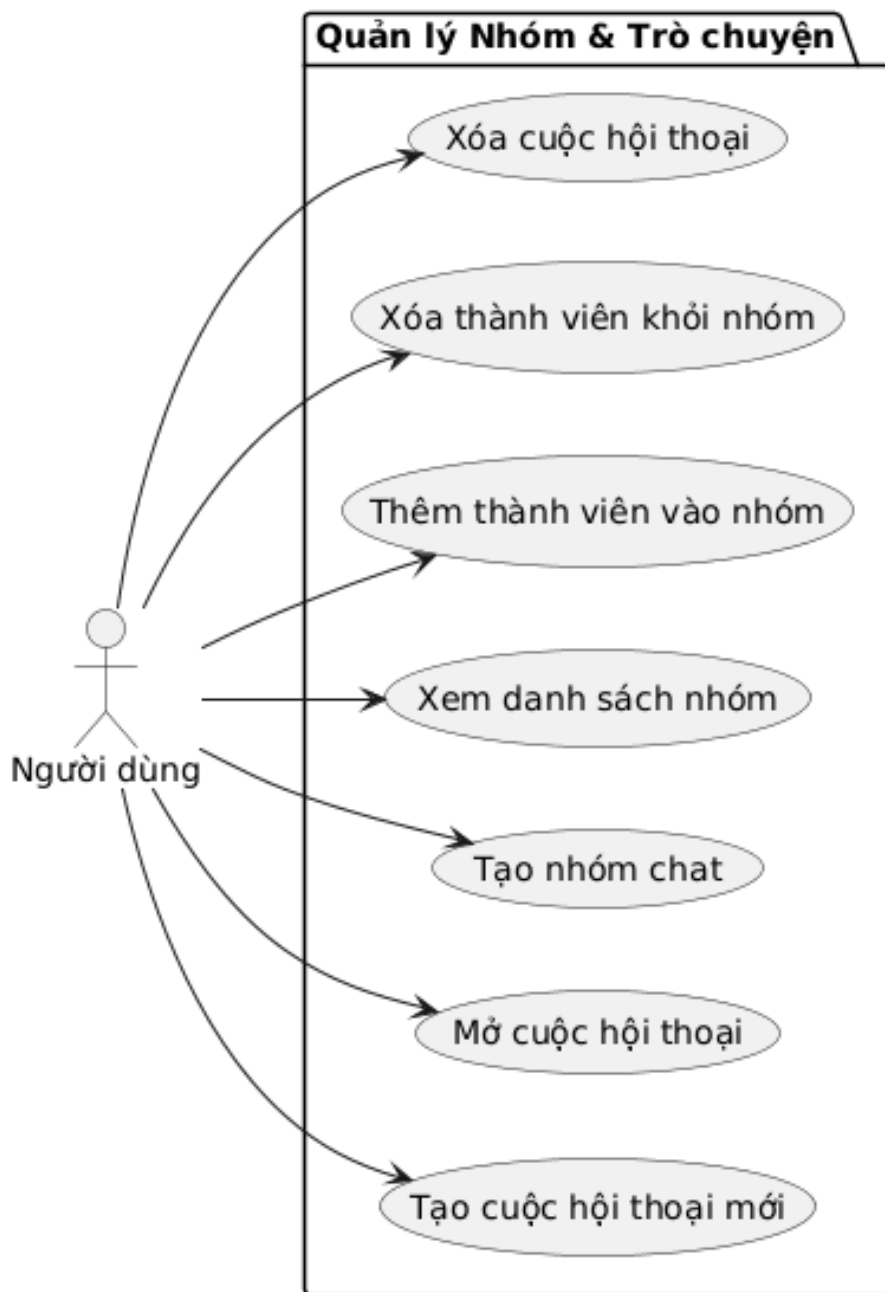 Quản lý Nhóm & Trò chuyện
Xóa cuộc hội thoại
Xóa thành viên khỏi nhóm
Thêm thành viên vào nhóm
Xem danh sách nhóm
Người dùng
Tạo nhóm chat
Mở cuộc hội thoại
Tạo cuộc hội thoại mới